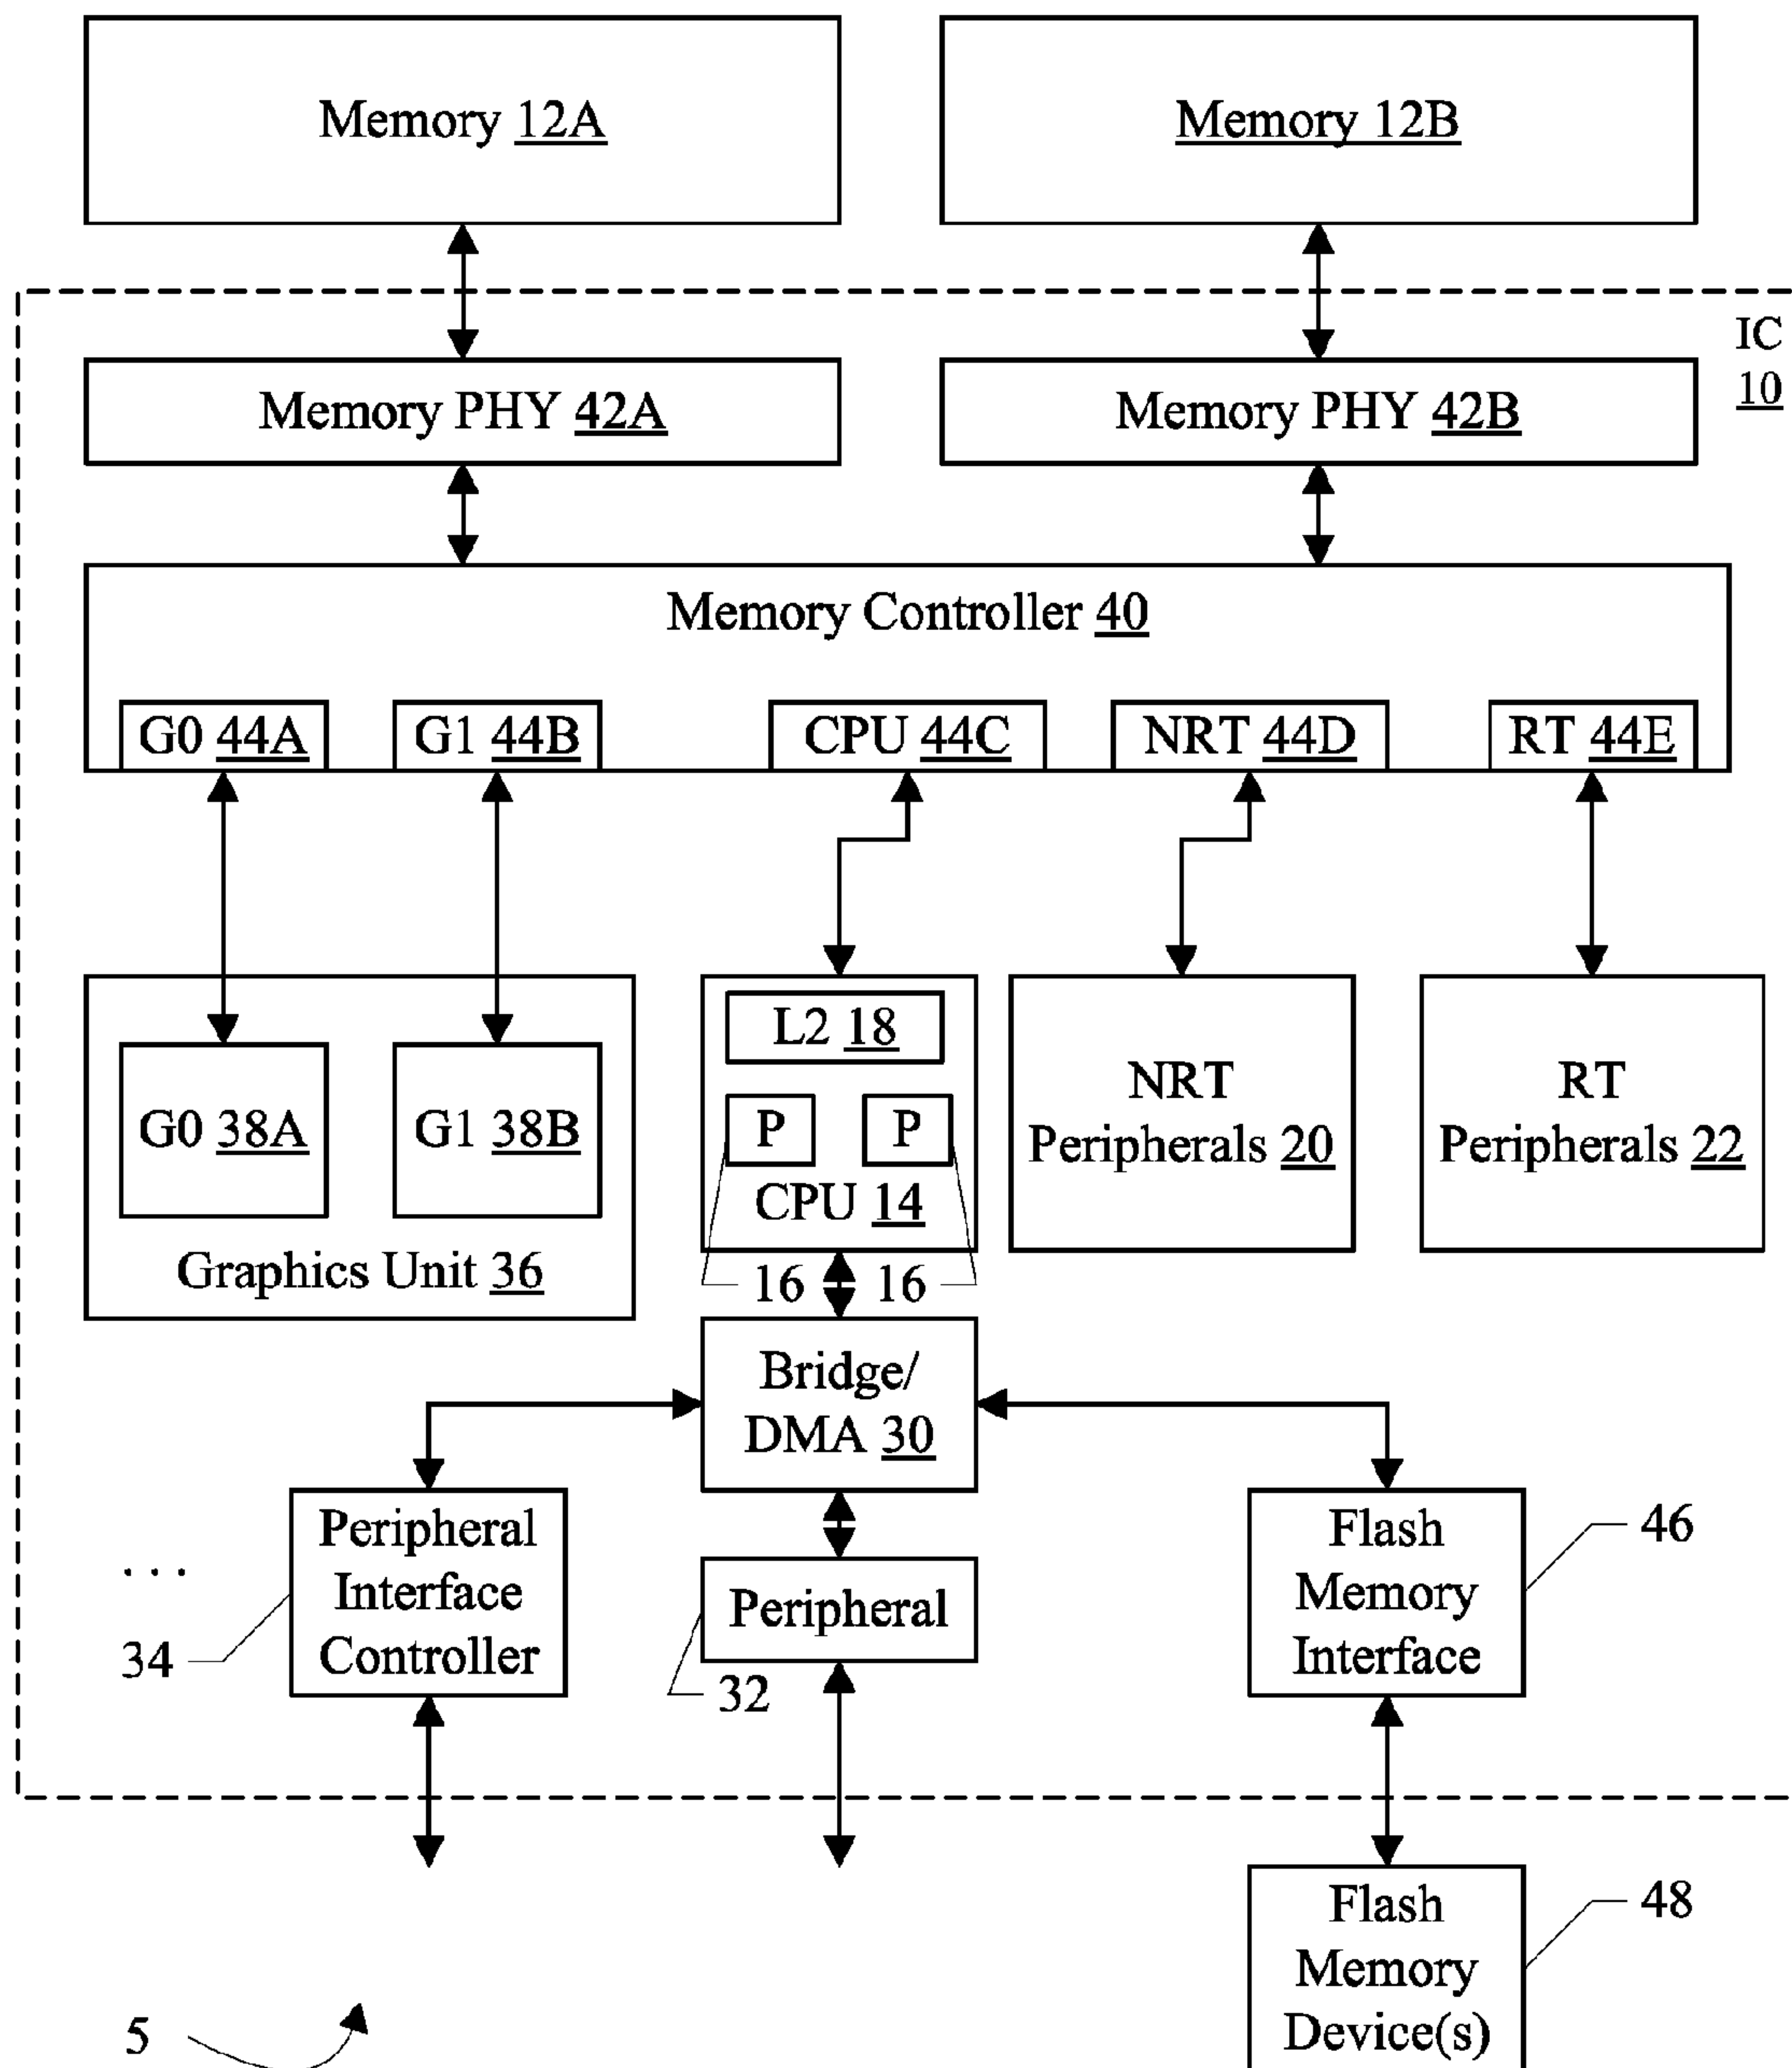 Memory 12A
Memory 12B
IC
10
Memory PHY 42A
Memory PHY 42B
Memory Controller 40
G0 44A
G1 44B
CPU 44C
NRT 44D
RT 44E
L2 18
P
P
CPU 14
G0 38A
G1 38B
Graphics Unit 36
NRT
Peripherals 20
RT
Peripherals 22
16
16
Bridge/
DMA 30
Peripheral
Interface
Controller
. . .
34
Peripheral
32
Flash
Memory
Interface
46
Flash
Memory
Device(s)
48
5